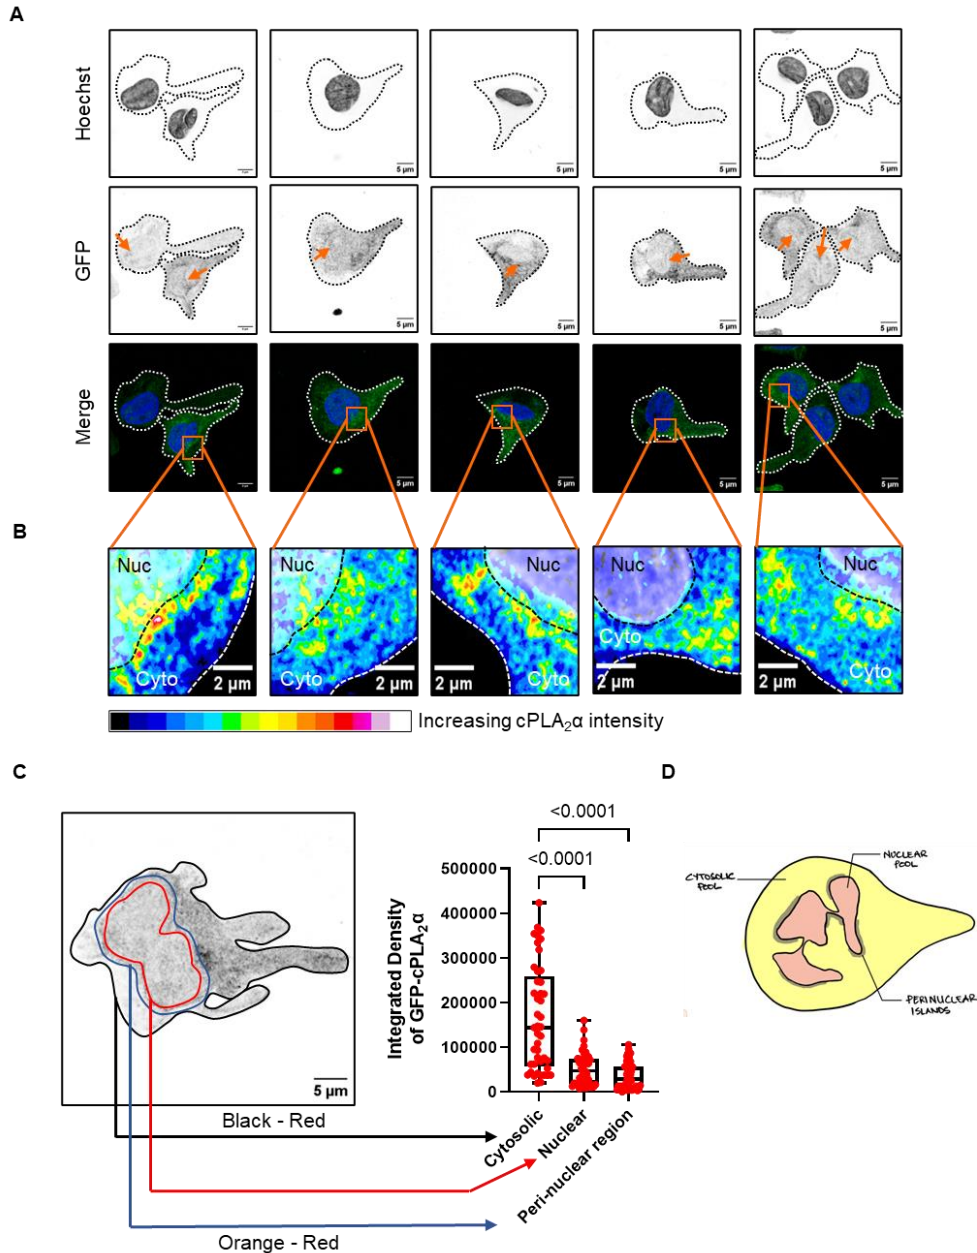 A
Hoechst
5 μm
5 μm
5 μm
5 μm
GFP
5 μm
5 μm
5 μm
5 μm
Merge
5 μm
5 μm
5 μm
5 μm
B
Nuc
Cyto
2 μm
Nuc
Cyto
2 μm
Nuc
Cyto
2 μm
Nuc
Cyto
2 μm
Nuc
Cyto
2 μm
Increasing cPLA₂α intensity
C
5 μm
Black - Red
Orange - Red
<0.0001
<0.0001
Integrated Density
of GFP-cPLA₂α
500000
400000
300000
200000
100000
0
Cytosolic
Nuclear
Peri-nuclear region
D
NUCLEAR
POOL
CYTOSOLIC
POOL
PERINUCLEAR
ISLANDS